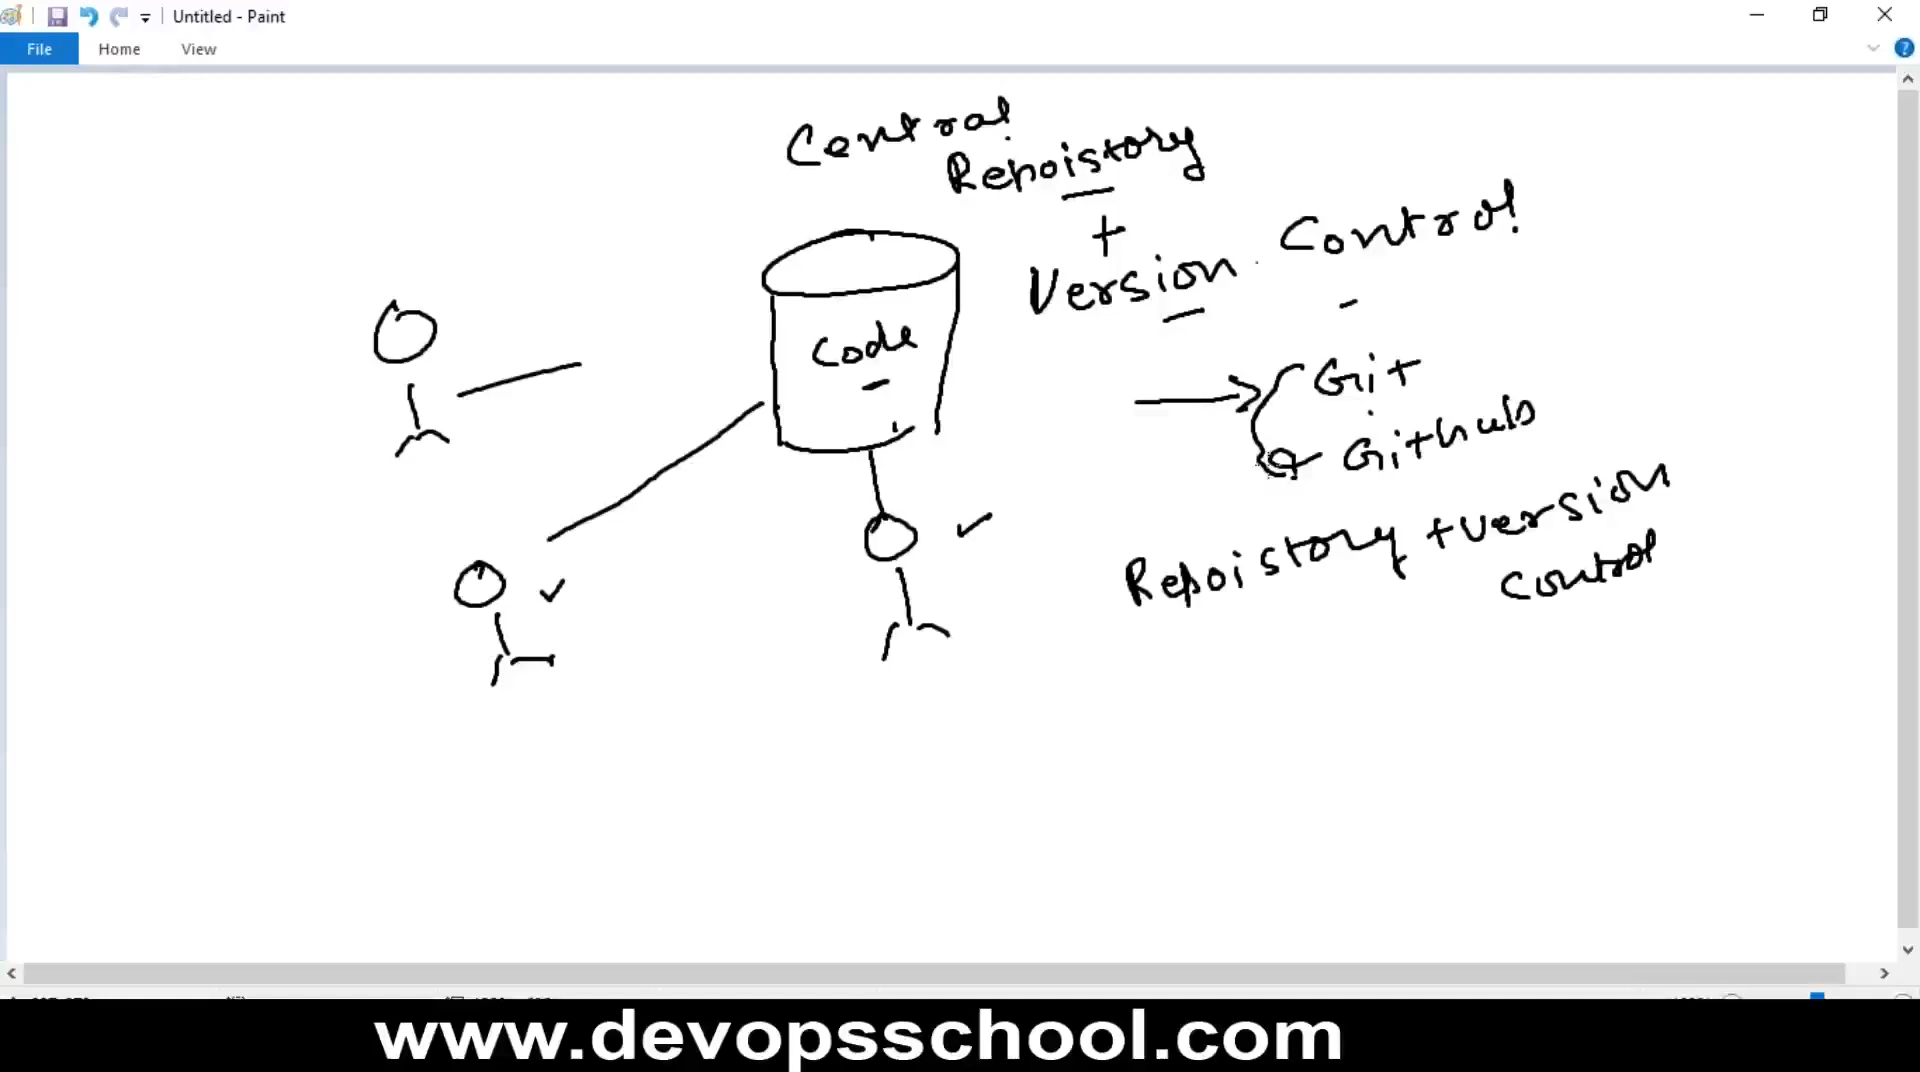 Untitled - Paint
File Home View
Central
Repoistory
+
Version Control
Code
Git
Github
Repoistory + version
control
www.devopsschool.com